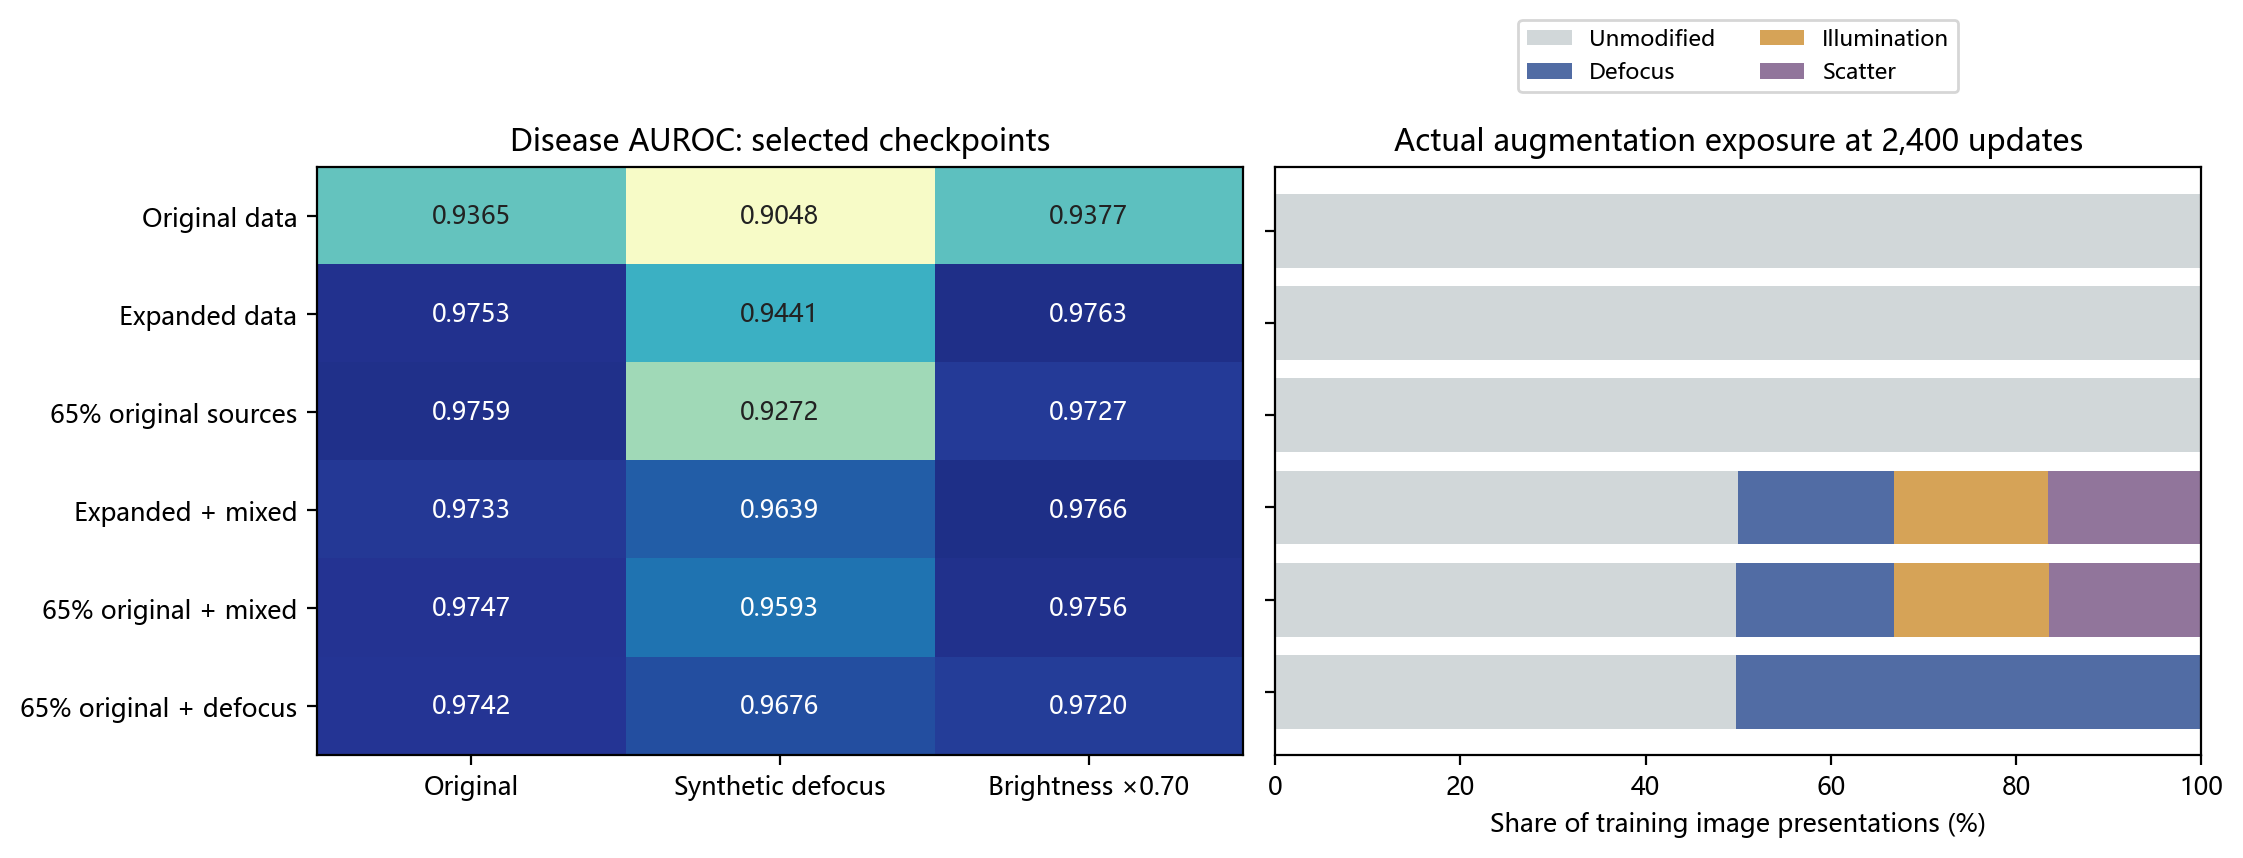 Unmodified
Defocus
Illumination
Scatter
Disease AUROC: selected checkpoints
Original data 0.9365 0.9048 0.9377
Expanded data 0.9753 0.9441 0.9763
65% original sources 0.9759 0.9272 0.9727
Expanded + mixed 0.9733 0.9639 0.9766
65% original + mixed 0.9747 0.9593 0.9756
65% original + defocus 0.9742 0.9676 0.9720
Original Synthetic defocus Brightness ×0.70
Actual augmentation exposure at 2,400 updates
0 20 40 60 80 100
Share of training image presentations (%)